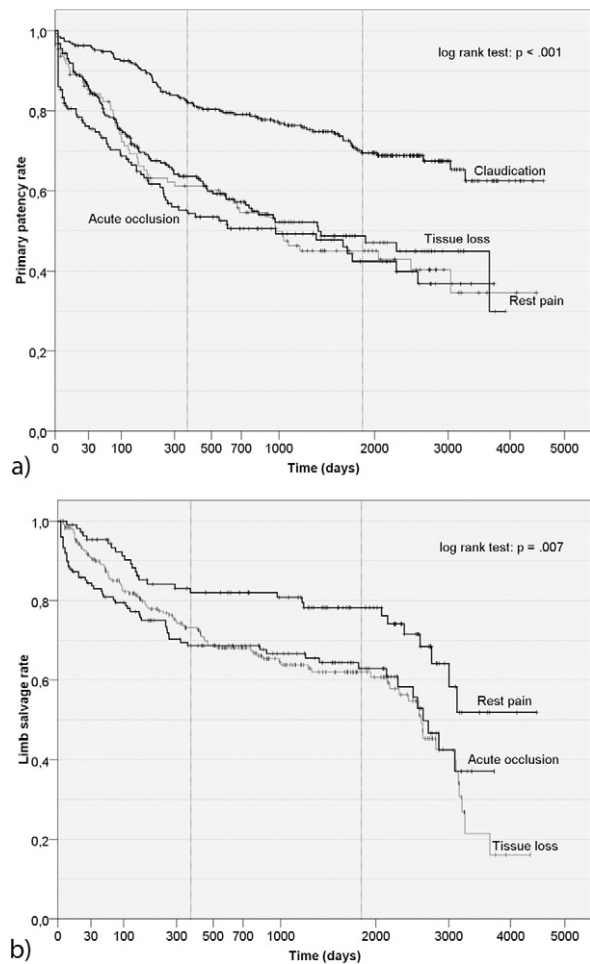 1,0
log rank test: p < .001
0,8
Claudication
0,6
Acute occlusion
Tissue loss
0,4
Rest pain
0,2
0,0
Primary patency rate
0 30 100 300 500 700 1000 2000 3000 4000 5000
Time (days)
a)
1,0
log rank test: p = .007
0,8
0,6
Rest pain
Acute occlusion
0,4
0,2
Tissue loss
0,0
Limb salvage rate
0 30 100 300 500 700 1000 2000 3000 4000 5000
Time (days)
b)